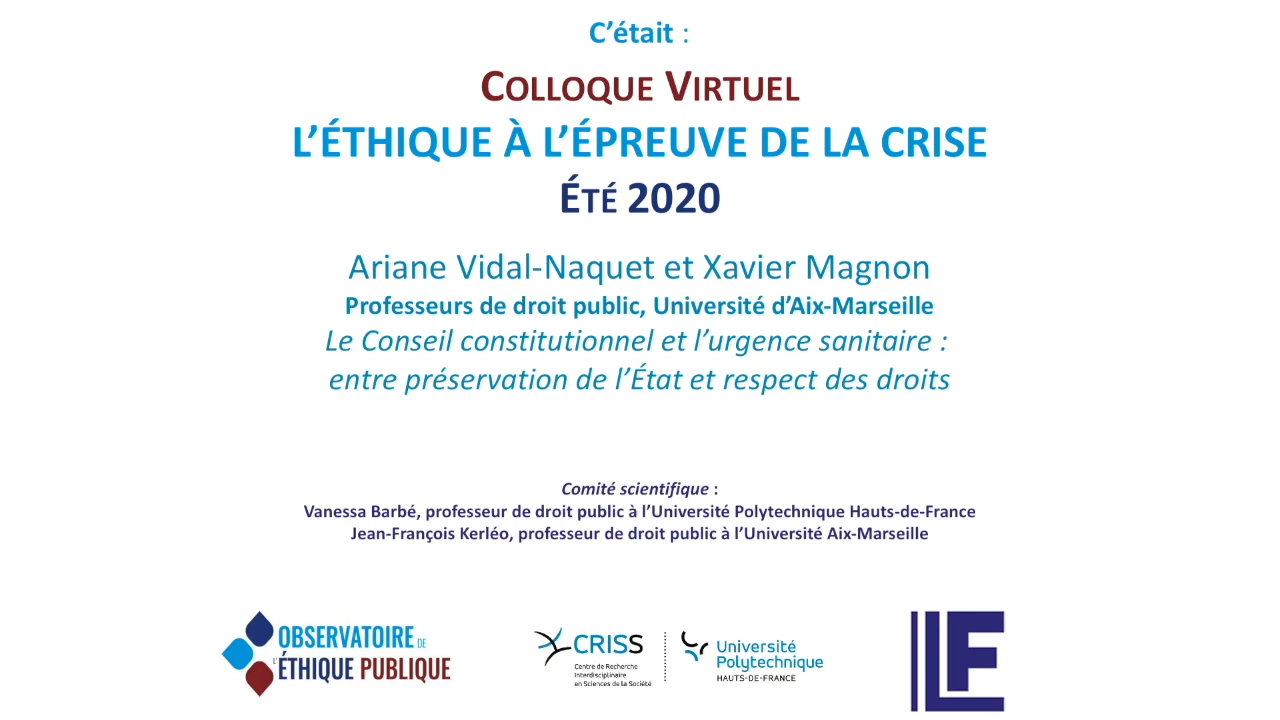 C’était :
COLLOQUE VIRTUEL
L’ÉTHIQUE À L’ÉPREUVE DE LA CRISE
ÉTÉ 2020
Ariane Vidal-Naquet et Xavier Magnon
Professeurs de droit public, Université d’Aix-Marseille
Le Conseil constitutionnel et l’urgence sanitaire :
entre préservation de l’État et respect des droits
Comité scientifique :
Vanessa Barbé, professeur de droit public à l’Université Polytechnique Hauts-de-France
Jean-François Kerléo, professeur de droit public à l’Université Aix-Marseille
OBSERVATOIRE DE
L’ÉTHIQUE PUBLIQUE
CRISS
Centre de Recherche
Interdisciplinaire
en Sciences de la Société
Université
Polytechnique
HAUTS-DE-FRANCE
ILF